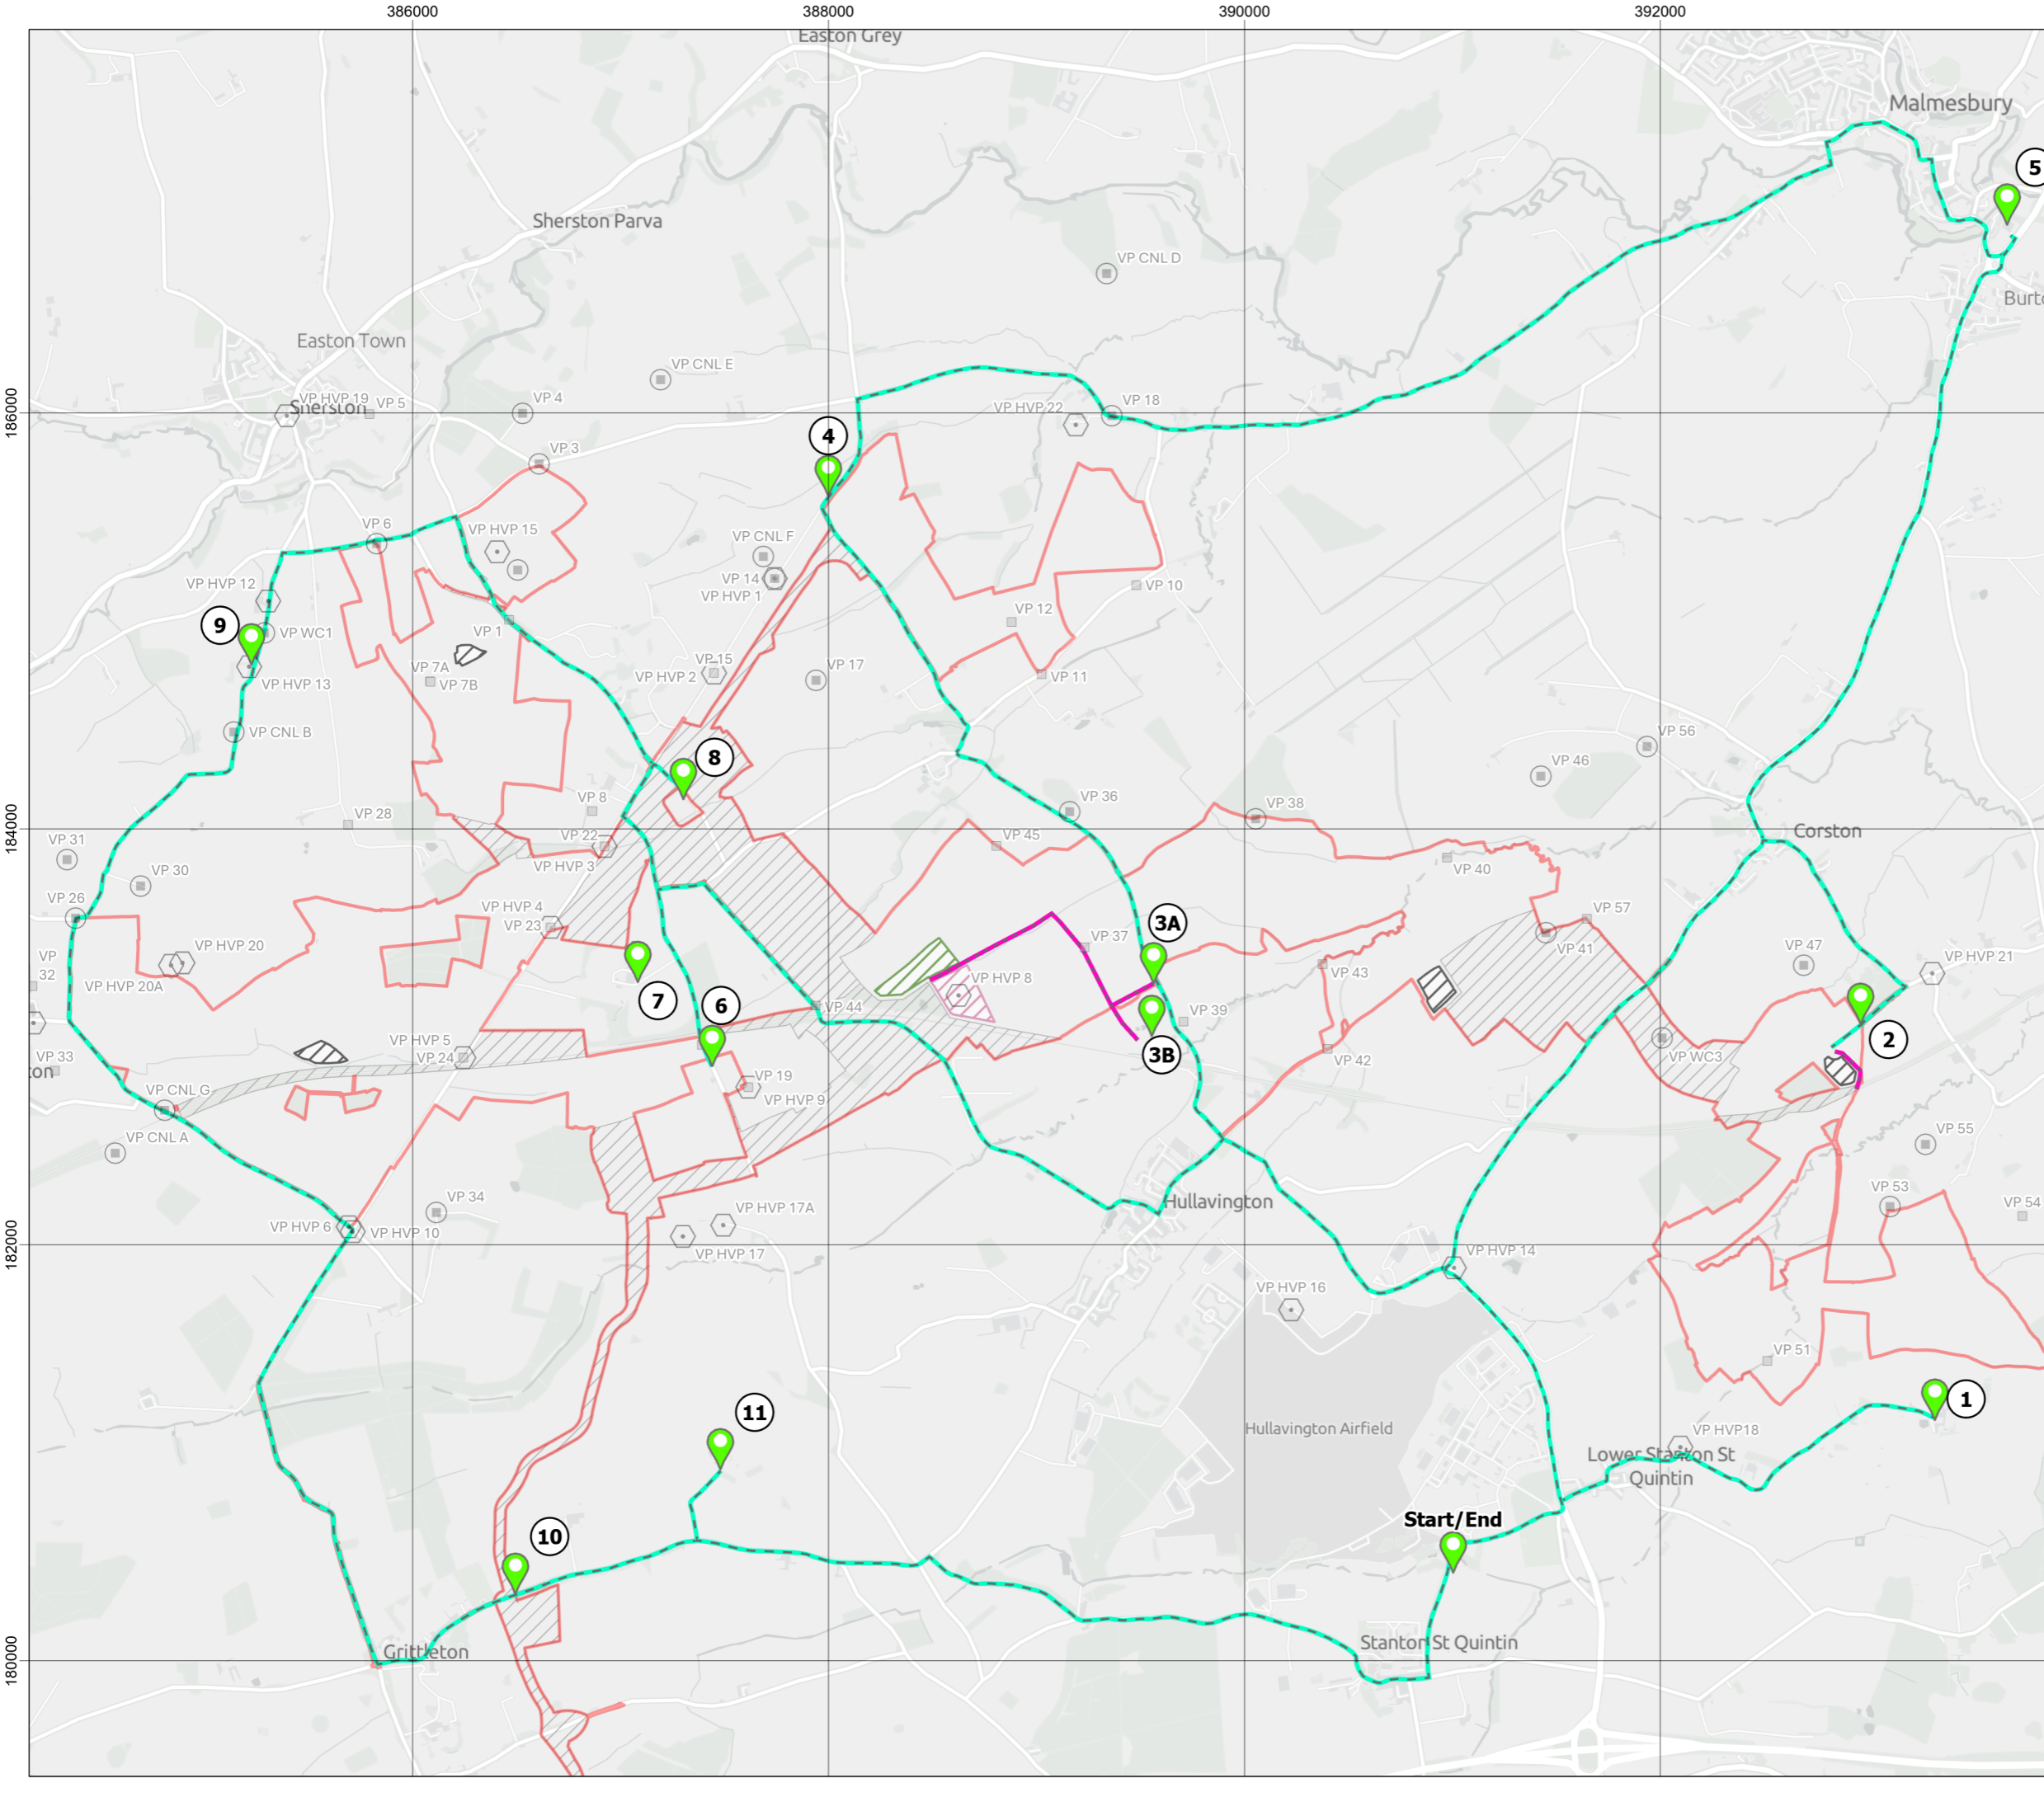 386000
388000
390000
392000
Easton Grey
Malmesbury
5
Sherston Parva
VP CNL D
Burto
Easton Town
VP CNL E
186000
VP HVP 19
VP 5
Sherston
VP 4
VP HVP 22
VP 18
4
VP 3
VP 6
VP HVP 15
VP CNL F
VP 14
VP HVP 1
VP HVP 12
VP 10
VP 12
9
VP WC1
VP 1
VP 7A
VP 7B
VP HVP 13
VP 15
VP HVP 2
VP 17
VP 11
VP CNL B
8
VP 56
VP 46
VP 8
VP 36
VP 38
184000
VP 28
VP 31
VP 22
VP HVP 3
VP 45
Corston
VP 30
VP 40
VP 26
VP HVP 4
VP 23
3A
VP 57
VP 41
VP 37
VP 47
VP HVP 20
VP
32
VP HVP 20A
VP HVP 8
VP 43
VP HVP 21
7
6
VP 44
VP 39
2
VP HVP 5
VP 24
VP 33
ton
3B
VP 42
VP WC3
VP CNL G
VP 19
VP HVP 9
VP CNL A
VP 55
VP 34
VP 53
VP 54
VP HVP 6
VP HVP 10
VP HVP 17A
VP HVP 17
Hullavington
182000
VP HVP 14
VP HVP 16
VP 51
1
11
Hullavington Airfield
VP HVP18
Lower Stanton St
Quintin
Start/End
10
Grittleton
Stanton St Quintin
180000